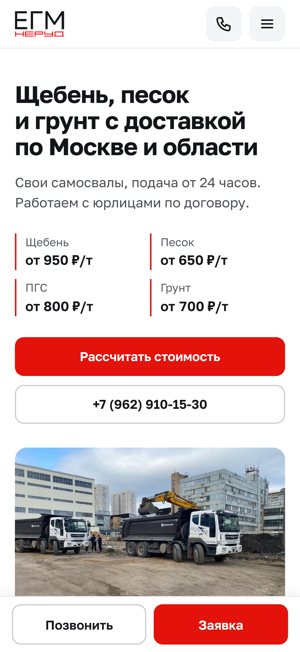 ЕГМ
НЕРУД
Щебень, песок
и грунт с доставкой
по Москве и области
Свои самосвалы, подача от 24 часов.
Работаем с юрлицами по договору.
Щебень
от 950 ₽/т
Песок
от 650 ₽/т
ПГС
от 800 ₽/т
Грунт
от 700 ₽/т
Рассчитать стоимость
+7 (962) 910-15-30
Позвонить
Заявка